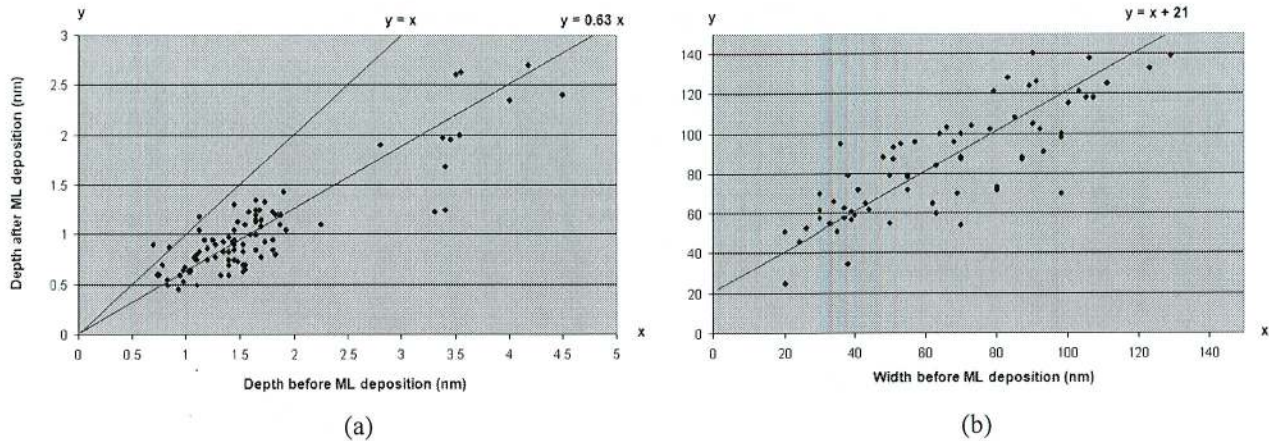 y
y = x
y = 0.63 x
3
2.5
2
1.5
1
0.5
0
Depth after ML deposition (nm)
0 0.5 1 1.5 2 2.5 3 3.5 4 4.5 5
x
Depth before ML deposition (nm)
(a)
y
y = x + 21
140
120
100
80
60
40
20
0
0 20 40 60 80 100 120 140
x
Width before ML deposition (nm)
(b)